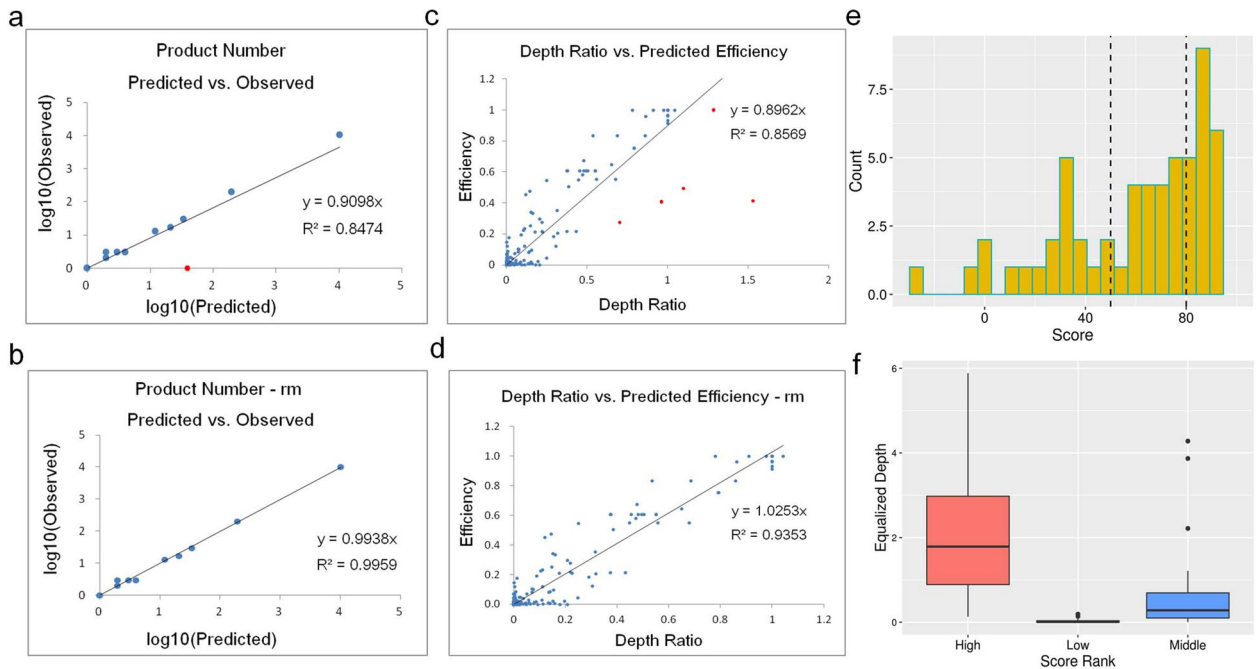 a
Product Number
Predicted vs. Observed
log10(Observed)
5
4
3
2
1
0
y = 0.9098x
R² = 0.8474
0
1
2
3
4
5
log10(Predicted)
b
Product Number - rm
Predicted vs. Observed
log10(Observed)
5
4
3
2
1
0
y = 0.9938x
R² = 0.9959
0
1
2
3
4
5
log10(Predicted)
c
Depth Ratio vs. Predicted Efficiency
Efficiency
1.2
1.0
0.8
0.6
0.4
0.2
0.0
y = 0.8962x
R² = 0.8569
0
0.5
1
1.5
2
Depth Ratio
d
Depth Ratio vs. Predicted Efficiency - rm
Efficiency
1.2
1.0
0.8
0.6
0.4
0.2
0.0
y = 1.0253x
R² = 0.9353
0
0.2
0.4
0.6
0.8
1
1.2
Depth Ratio
e
Count
7.5
5.0
2.5
0.0
0
40
80
Score
f
Equalized Depth
6
4
2
0
High
Low
Middle
Score Rank